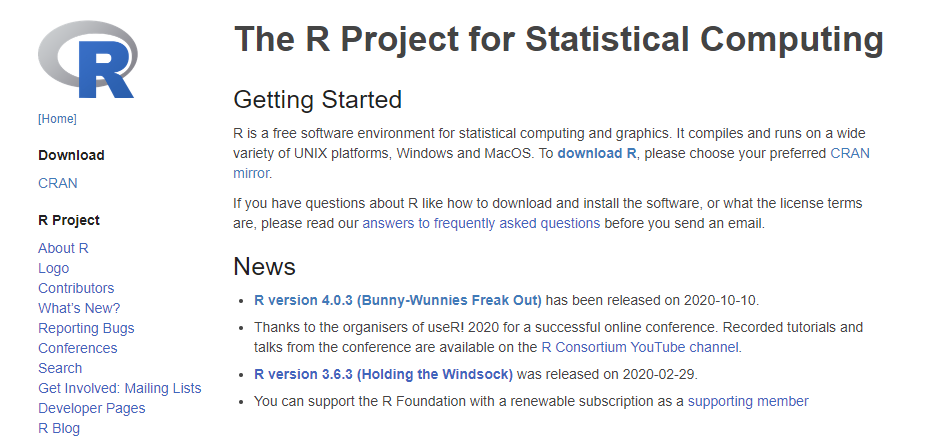 R
[Home]
Download
CRAN
R Project
About R
Logo
Contributors
What's New?
Reporting Bugs
Conferences
Search
Get Involved: Mailing Lists
Developer Pages
R Blog
The R Project for Statistical Computing
Getting Started
R is a free software environment for statistical computing and graphics. It compiles and runs on a wide
variety of UNIX platforms, Windows and MacOS. To download R, please choose your preferred CRAN
mirror.
If you have questions about R like how to download and install the software, or what the license terms
are, please read our answers to frequently asked questions before you send an email.
News
• R version 4.0.3 (Bunny-Wunnies Freak Out) has been released on 2020-10-10.
• Thanks to the organisers of useR! 2020 for a successful online conference. Recorded tutorials and
talks from the conference are available on the R Consortium YouTube channel.
• R version 3.6.3 (Holding the Windsock) was released on 2020-02-29.
• You can support the R Foundation with a renewable subscription as a supporting member